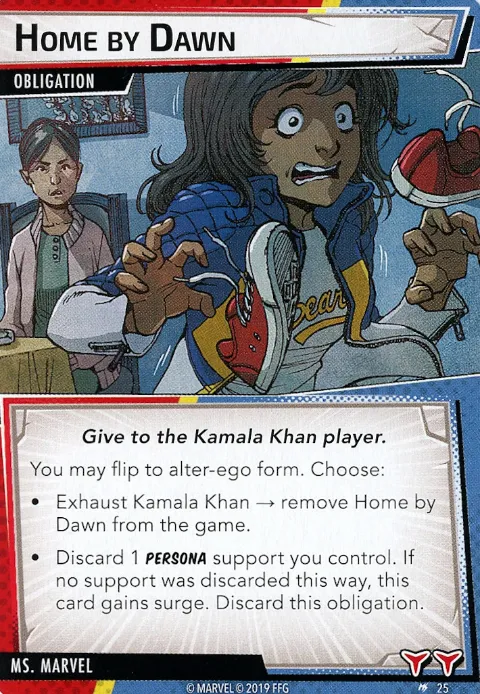 HOME BY DAWN
OBLIGATION
Bean
Give to the Kamala Khan player.
You may flip to alter-ego form. Choose:
• Exhaust Kamala Khan → remove Home by
Dawn from the game.
• Discard 1 PERSONA support you control. If
no support was discarded this way, this
card gains surge. Discard this obligation.
MS. MARVEL
© MARVEL © 2019 FFG
25